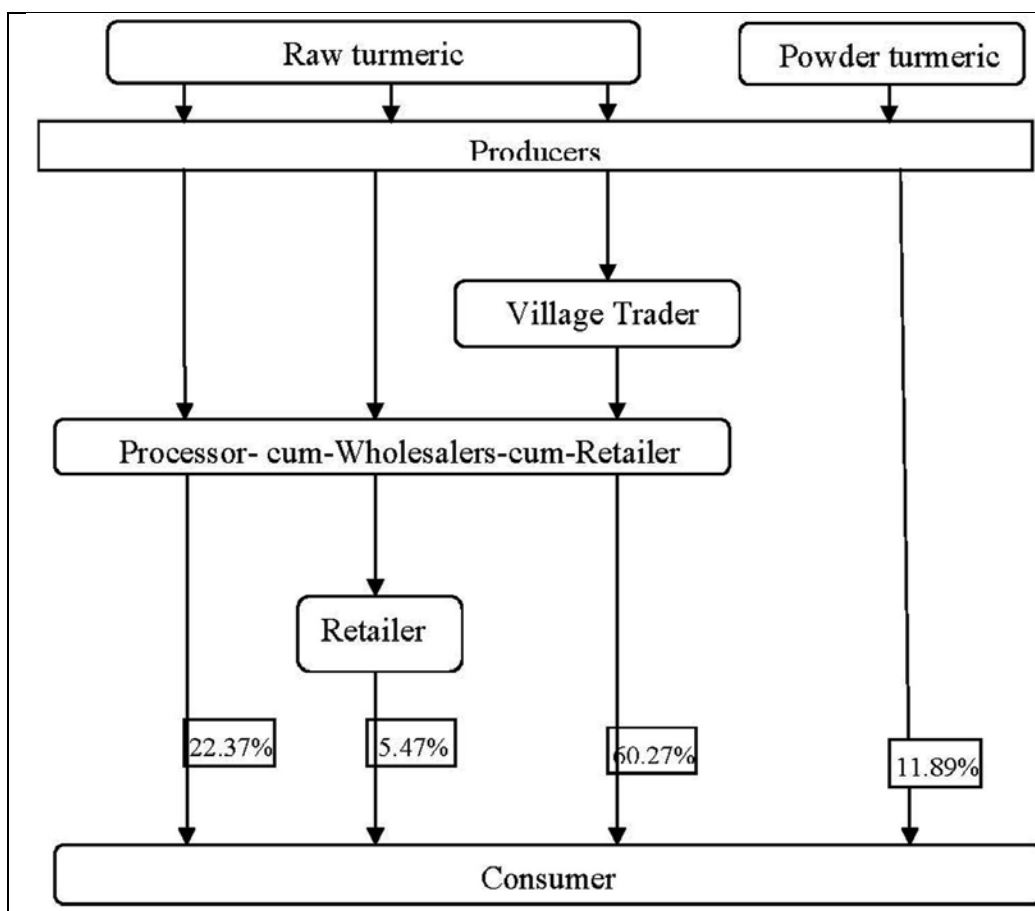 Raw turmeric
Powder turmeric
Producers
Village Trader
Processor- cum-Wholesalers-cum-Retailer
Retailer
22.37%
5.47%
60.27%
11.89%
Consumer